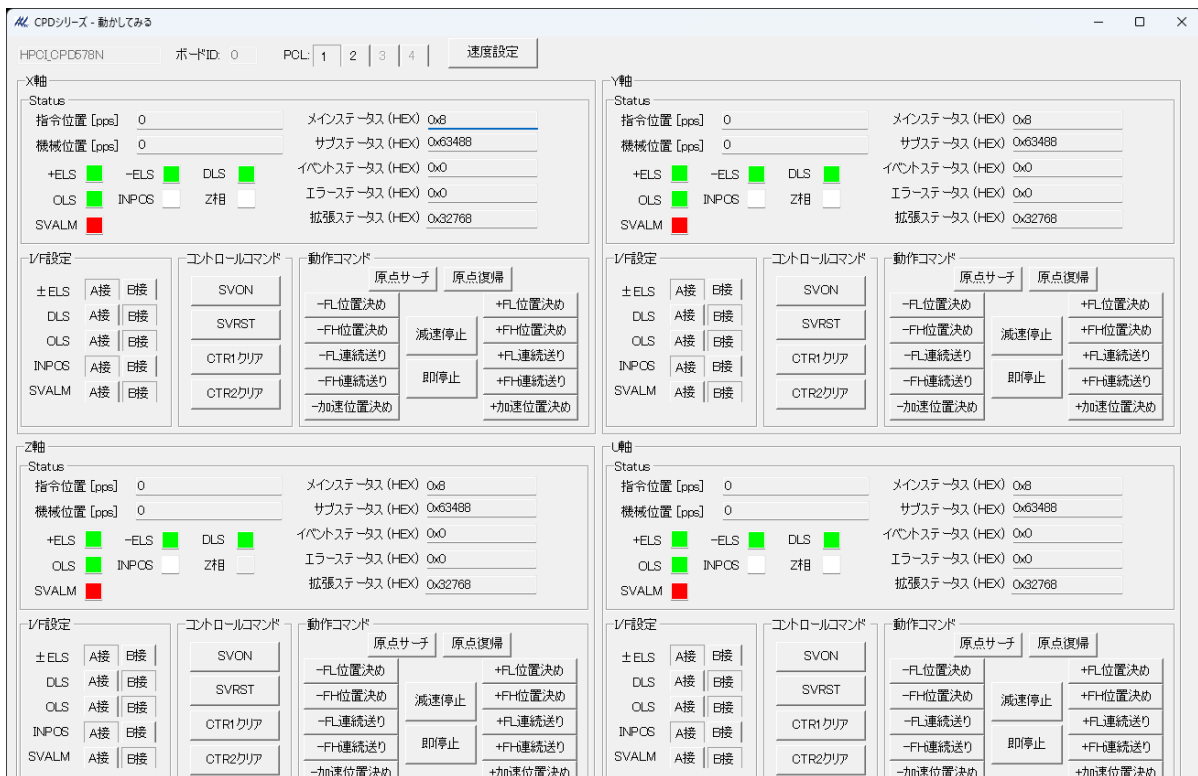 CPDシリーズ - 動かしてみる
HPCI_CPD578N ボードID: 0 PCL: 1 2 3 4 速度設定
X軸
Status
指令位置 [pps] 0 メインステータス (HEX) 0x8
機械位置 [pps] 0 サブステータス (HEX) 0x63488
+ELS -ELS DLS イベントステータス (HEX) 0x0
OLS INPOS Z相 エラーステータス (HEX) 0x0
SVALM 拡張ステータス (HEX) 0x32768
I/F設定 コントロールコマンド 動作コマンド
原点サーチ 原点復帰
±ELS A接 B接 SVON -FL位置決め +FL位置決め
DLS A接 B接 SVRST -FH位置決め 減速停止 +FH位置決め
OLS A接 B接 CTR1クリア -FL連続送り +FL連続送り
INPOS A接 B接 -FH連続送り 即停止 +FH連続送り
SVALM A接 B接 CTR2クリア -加速位置決め +加速位置決め
Y軸
Status
指令位置 [pps] 0 メインステータス (HEX) 0x8
機械位置 [pps] 0 サブステータス (HEX) 0x63488
+ELS -ELS DLS イベントステータス (HEX) 0x0
OLS INPOS Z相 エラーステータス (HEX) 0x0
SVALM 拡張ステータス (HEX) 0x32768
I/F設定 コントロールコマンド 動作コマンド
原点サーチ 原点復帰
±ELS A接 B接 SVON -FL位置決め +FL位置決め
DLS A接 B接 SVRST -FH位置決め 減速停止 +FH位置決め
OLS A接 B接 CTR1クリア -FL連続送り +FL連続送り
INPOS A接 B接 -FH連続送り 即停止 +FH連続送り
SVALM A接 B接 CTR2クリア -加速位置決め +加速位置決め
Z軸
Status
指令位置 [pps] 0 メインステータス (HEX) 0x8
機械位置 [pps] 0 サブステータス (HEX) 0x63488
+ELS -ELS DLS イベントステータス (HEX) 0x0
OLS INPOS Z相 エラーステータス (HEX) 0x0
SVALM 拡張ステータス (HEX) 0x32768
I/F設定 コントロールコマンド 動作コマンド
原点サーチ 原点復帰
±ELS A接 B接 SVON -FL位置決め +FL位置決め
DLS A接 B接 SVRST -FH位置決め 減速停止 +FH位置決め
OLS A接 B接 CTR1クリア -FL連続送り +FL連続送り
INPOS A接 B接 -FH連続送り 即停止 +FH連続送り
SVALM A接 B接 CTR2クリア -加速位置決め +加速位置決め
U軸
Status
指令位置 [pps] 0 メインステータス (HEX) 0x8
機械位置 [pps] 0 サブステータス (HEX) 0x63488
+ELS -ELS DLS イベントステータス (HEX) 0x0
OLS INPOS Z相 エラーステータス (HEX) 0x0
SVALM 拡張ステータス (HEX) 0x32768
I/F設定 コントロールコマンド 動作コマンド
原点サーチ 原点復帰
±ELS A接 B接 SVON -FL位置決め +FL位置決め
DLS A接 B接 SVRST -FH位置決め 減速停止 +FH位置決め
OLS A接 B接 CTR1クリア -FL連続送り +FL連続送り
INPOS A接 B接 -FH連続送り 即停止 +FH連続送り
SVALM A接 B接 CTR2クリア -加速位置決め +加速位置決め